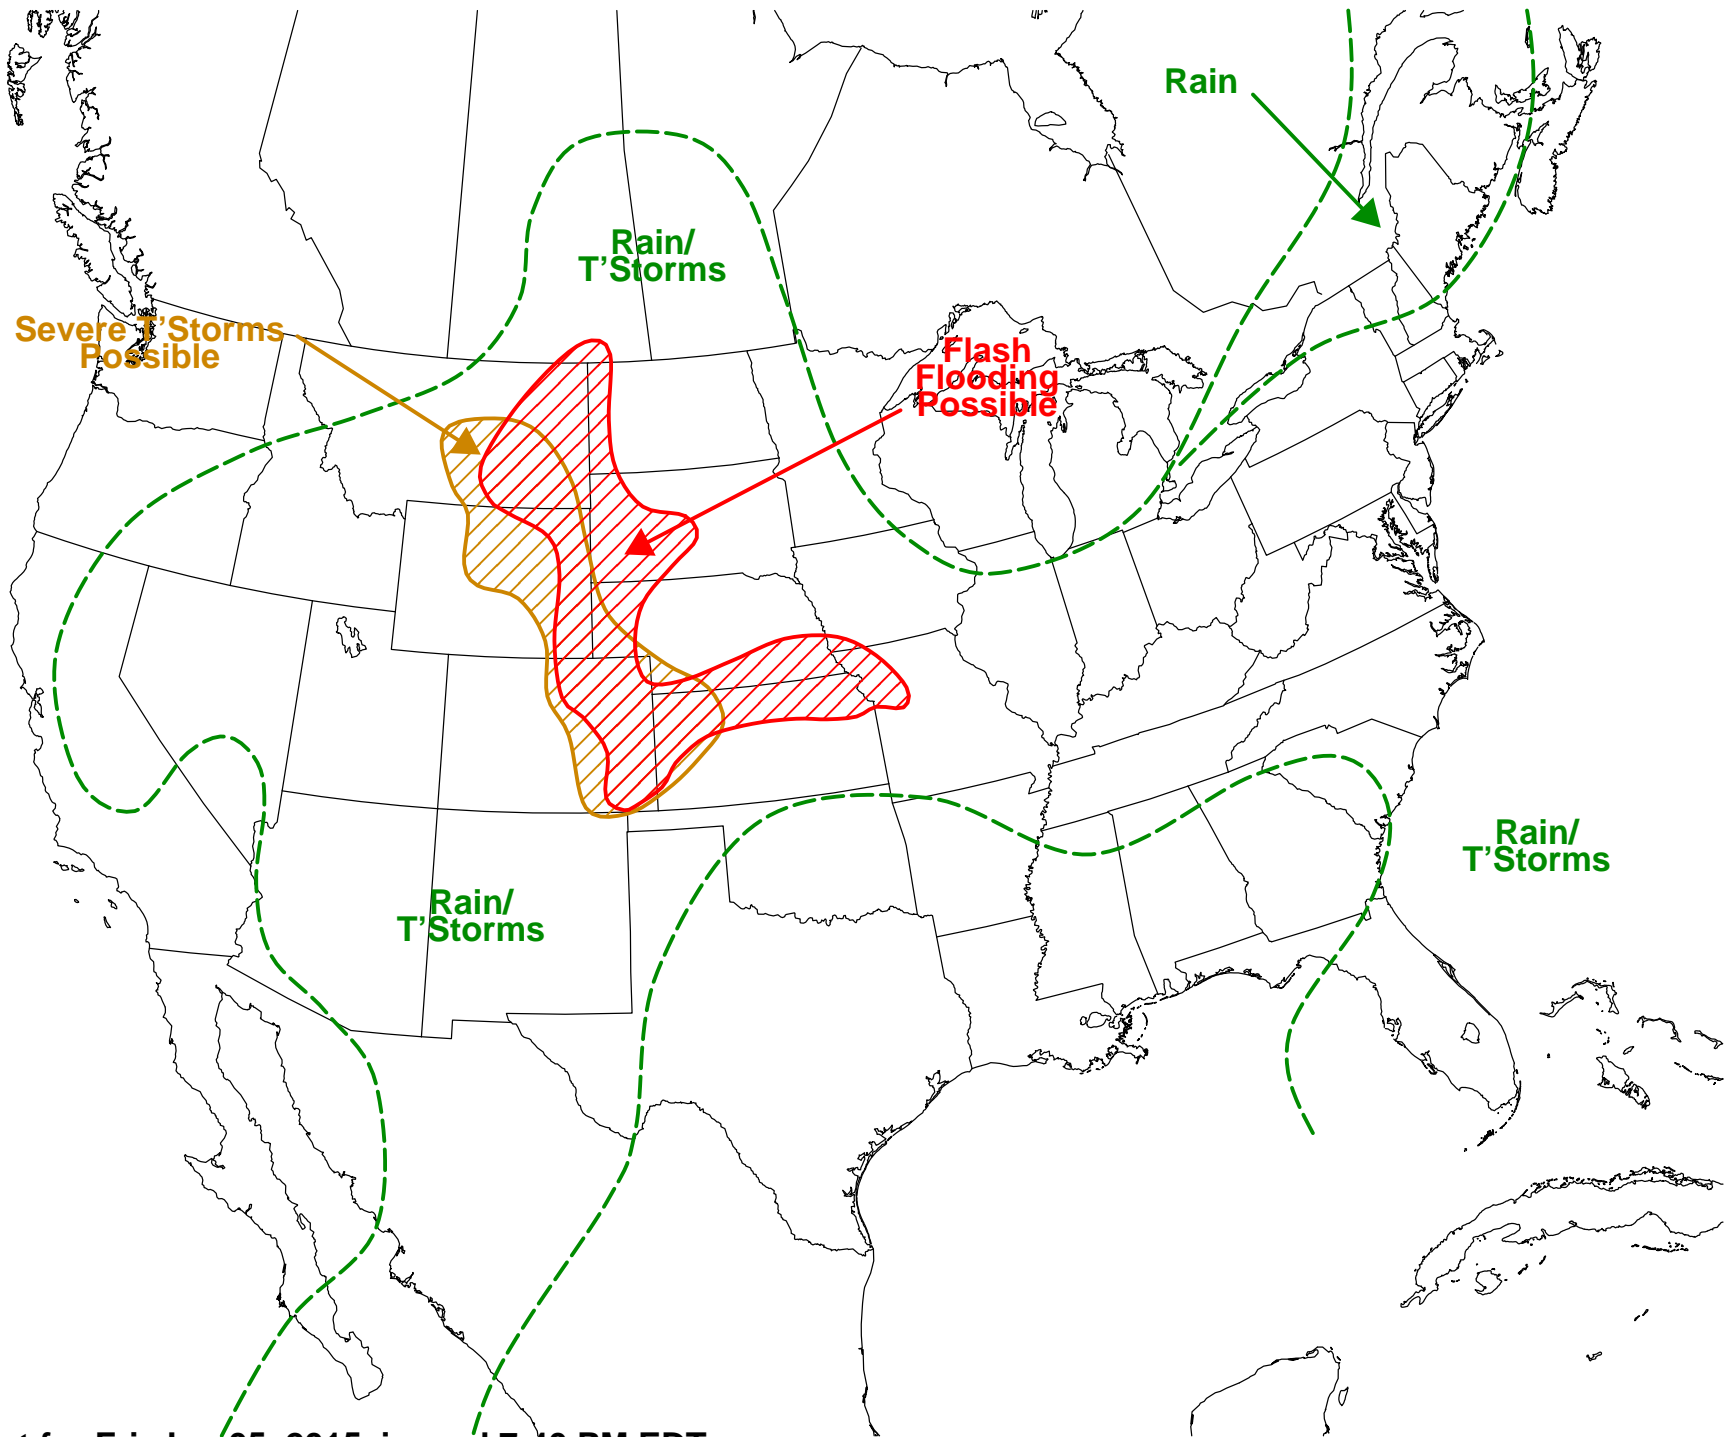 Rain
Rain/
T’Storms
Severe T’Storms
Possible
Flash
Flooding
Possible
Rain/
T’Storms
Rain/
T’Storms